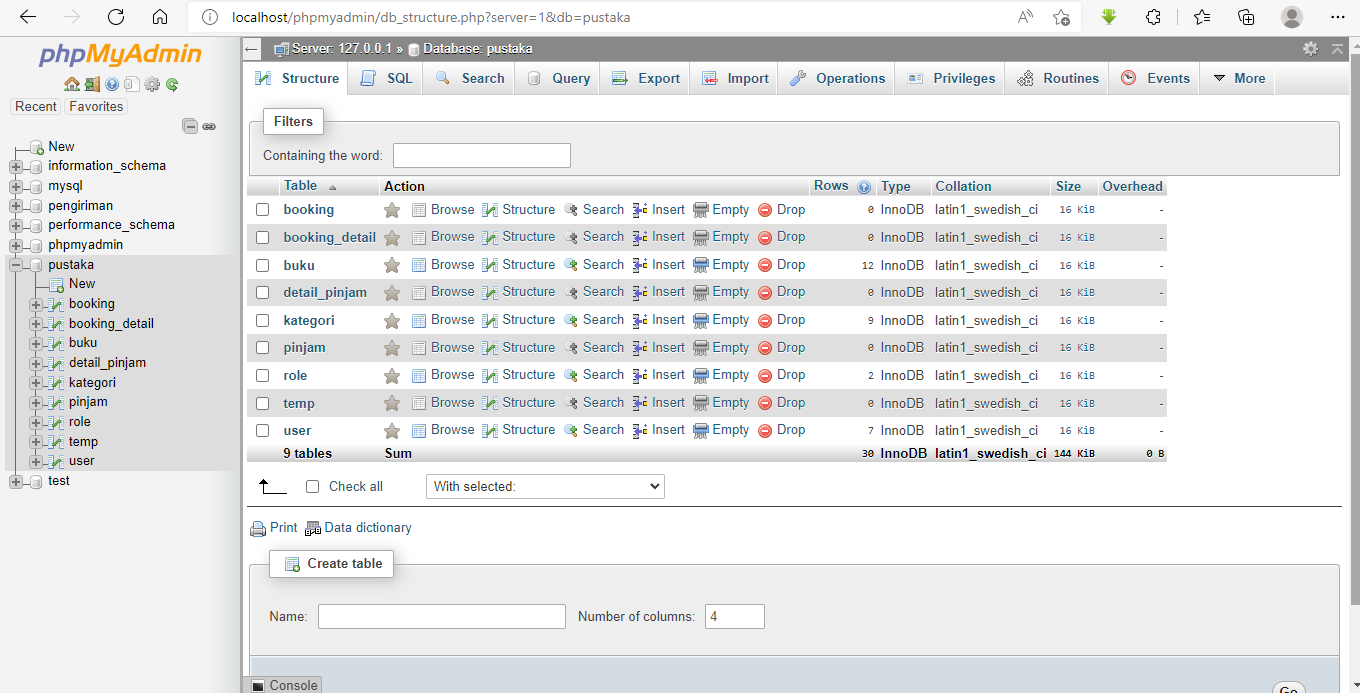 localhost/phpmyadmin/db_structure.php?server=1&db=pustaka
phpMyAdmin
Recent Favorites
New
information_schema
mysql
pengiriman
performance_schema
phpmyadmin
pustaka
New
booking
booking_detail
buku
detail_pinjam
kategori
pinjam
role
temp
user
test
Server: 127.0.0.1 » Database: pustaka
Structure SQL Search Query Export Import Operations Privileges Routines Events More
Filters
Containing the word:
Table Action Rows Type Collation Size Overhead
booking Browse Structure Search Insert Empty Drop 0 InnoDB latin1_swedish_ci 16 KiB -
booking_detail Browse Structure Search Insert Empty Drop 0 InnoDB latin1_swedish_ci 16 KiB -
buku Browse Structure Search Insert Empty Drop 12 InnoDB latin1_swedish_ci 16 KiB -
detail_pinjam Browse Structure Search Insert Empty Drop 0 InnoDB latin1_swedish_ci 16 KiB -
kategori Browse Structure Search Insert Empty Drop 9 InnoDB latin1_swedish_ci 16 KiB -
pinjam Browse Structure Search Insert Empty Drop 0 InnoDB latin1_swedish_ci 16 KiB -
role Browse Structure Search Insert Empty Drop 2 InnoDB latin1_swedish_ci 16 KiB -
temp Browse Structure Search Insert Empty Drop 0 InnoDB latin1_swedish_ci 16 KiB -
user Browse Structure Search Insert Empty Drop 7 InnoDB latin1_swedish_ci 16 KiB -
9 tables Sum 30 InnoDB latin1_swedish_ci 144 KiB 0 B
Check all With selected:
Print Data dictionary
Create table
Name: Number of columns: 4
Console
Go